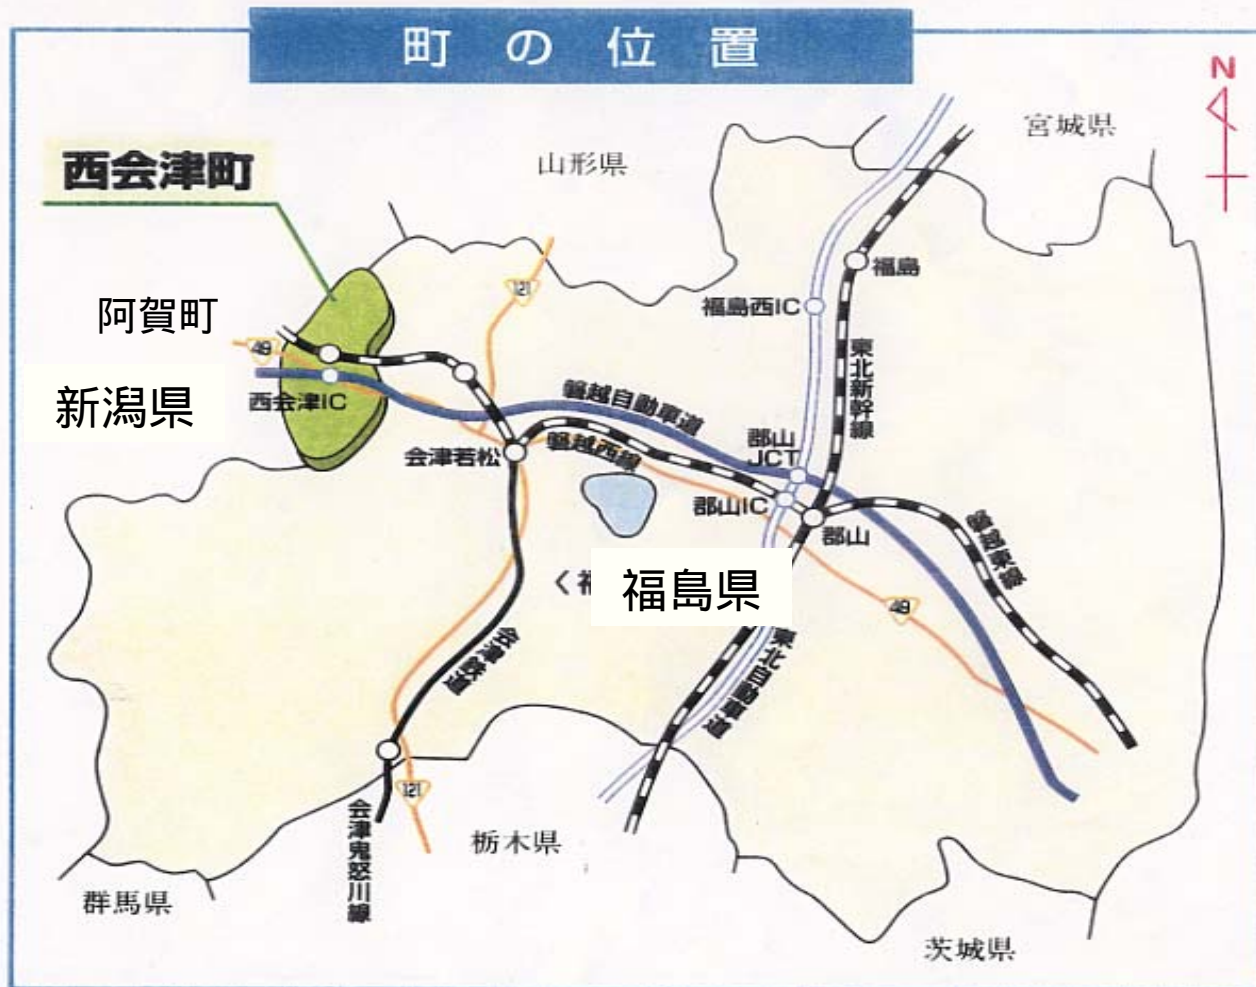 町の位置
N
宮城県
山形県
西会津町
121
福島
阿賀町
福島西IC
49
東北新幹線
新潟県
西会津IC
磐越自動車道
郡山
JCT
会津若松
磐越西線
郡山IC
郡山
磐越東線
福島県
49
会津鉄道
東北自動車道
121
会津鬼怒川線
栃木県
群馬県
茨城県